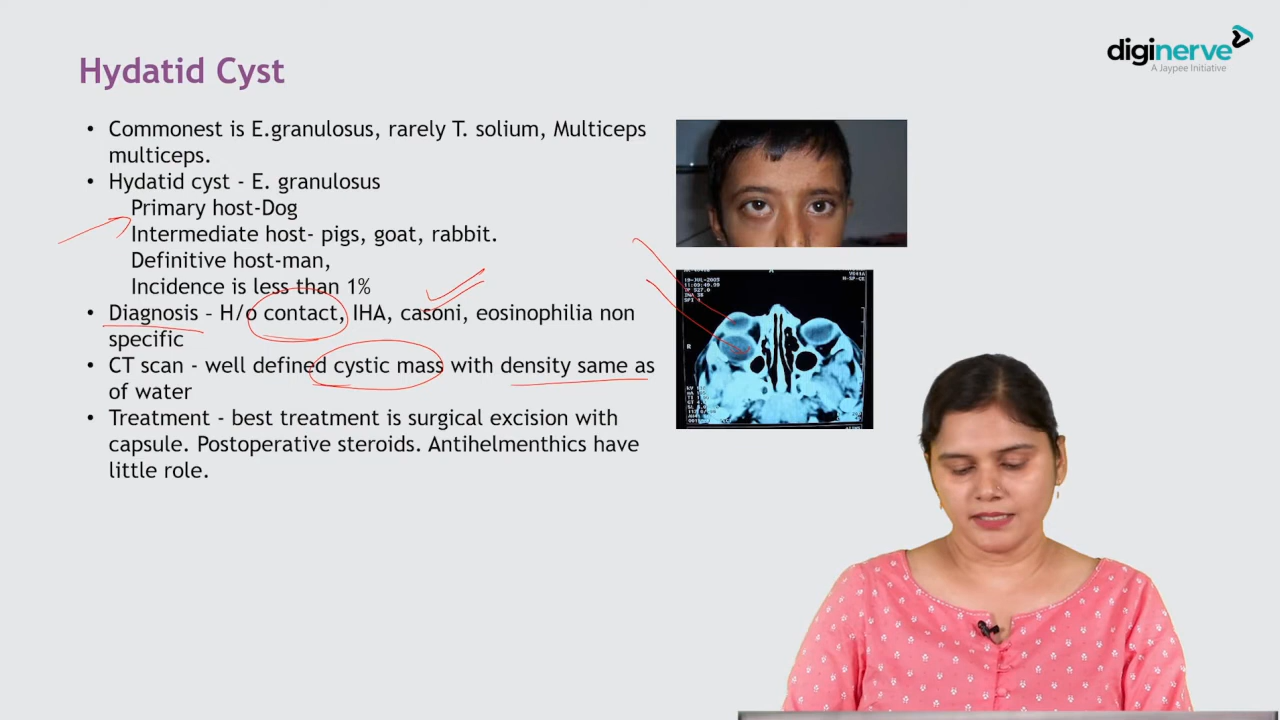 diginerve
A Jaypee Initiative
Hydatid Cyst
• Commonest is E.granulosus, rarely T. solium, Multiceps
multiceps.
• Hydatid cyst - E. granulosus
Primary host-Dog
Intermediate host- pigs, goat, rabbit.
Definitive host-man,
Incidence is less than 1%
• Diagnosis – H/o contact, IHA, casoni, eosinophilia non
specific
• CT scan - well defined cystic mass with density same as
of water
• Treatment - best treatment is surgical excision with
capsule. Postoperative steroids. Antihelmenthics have
little role.
R